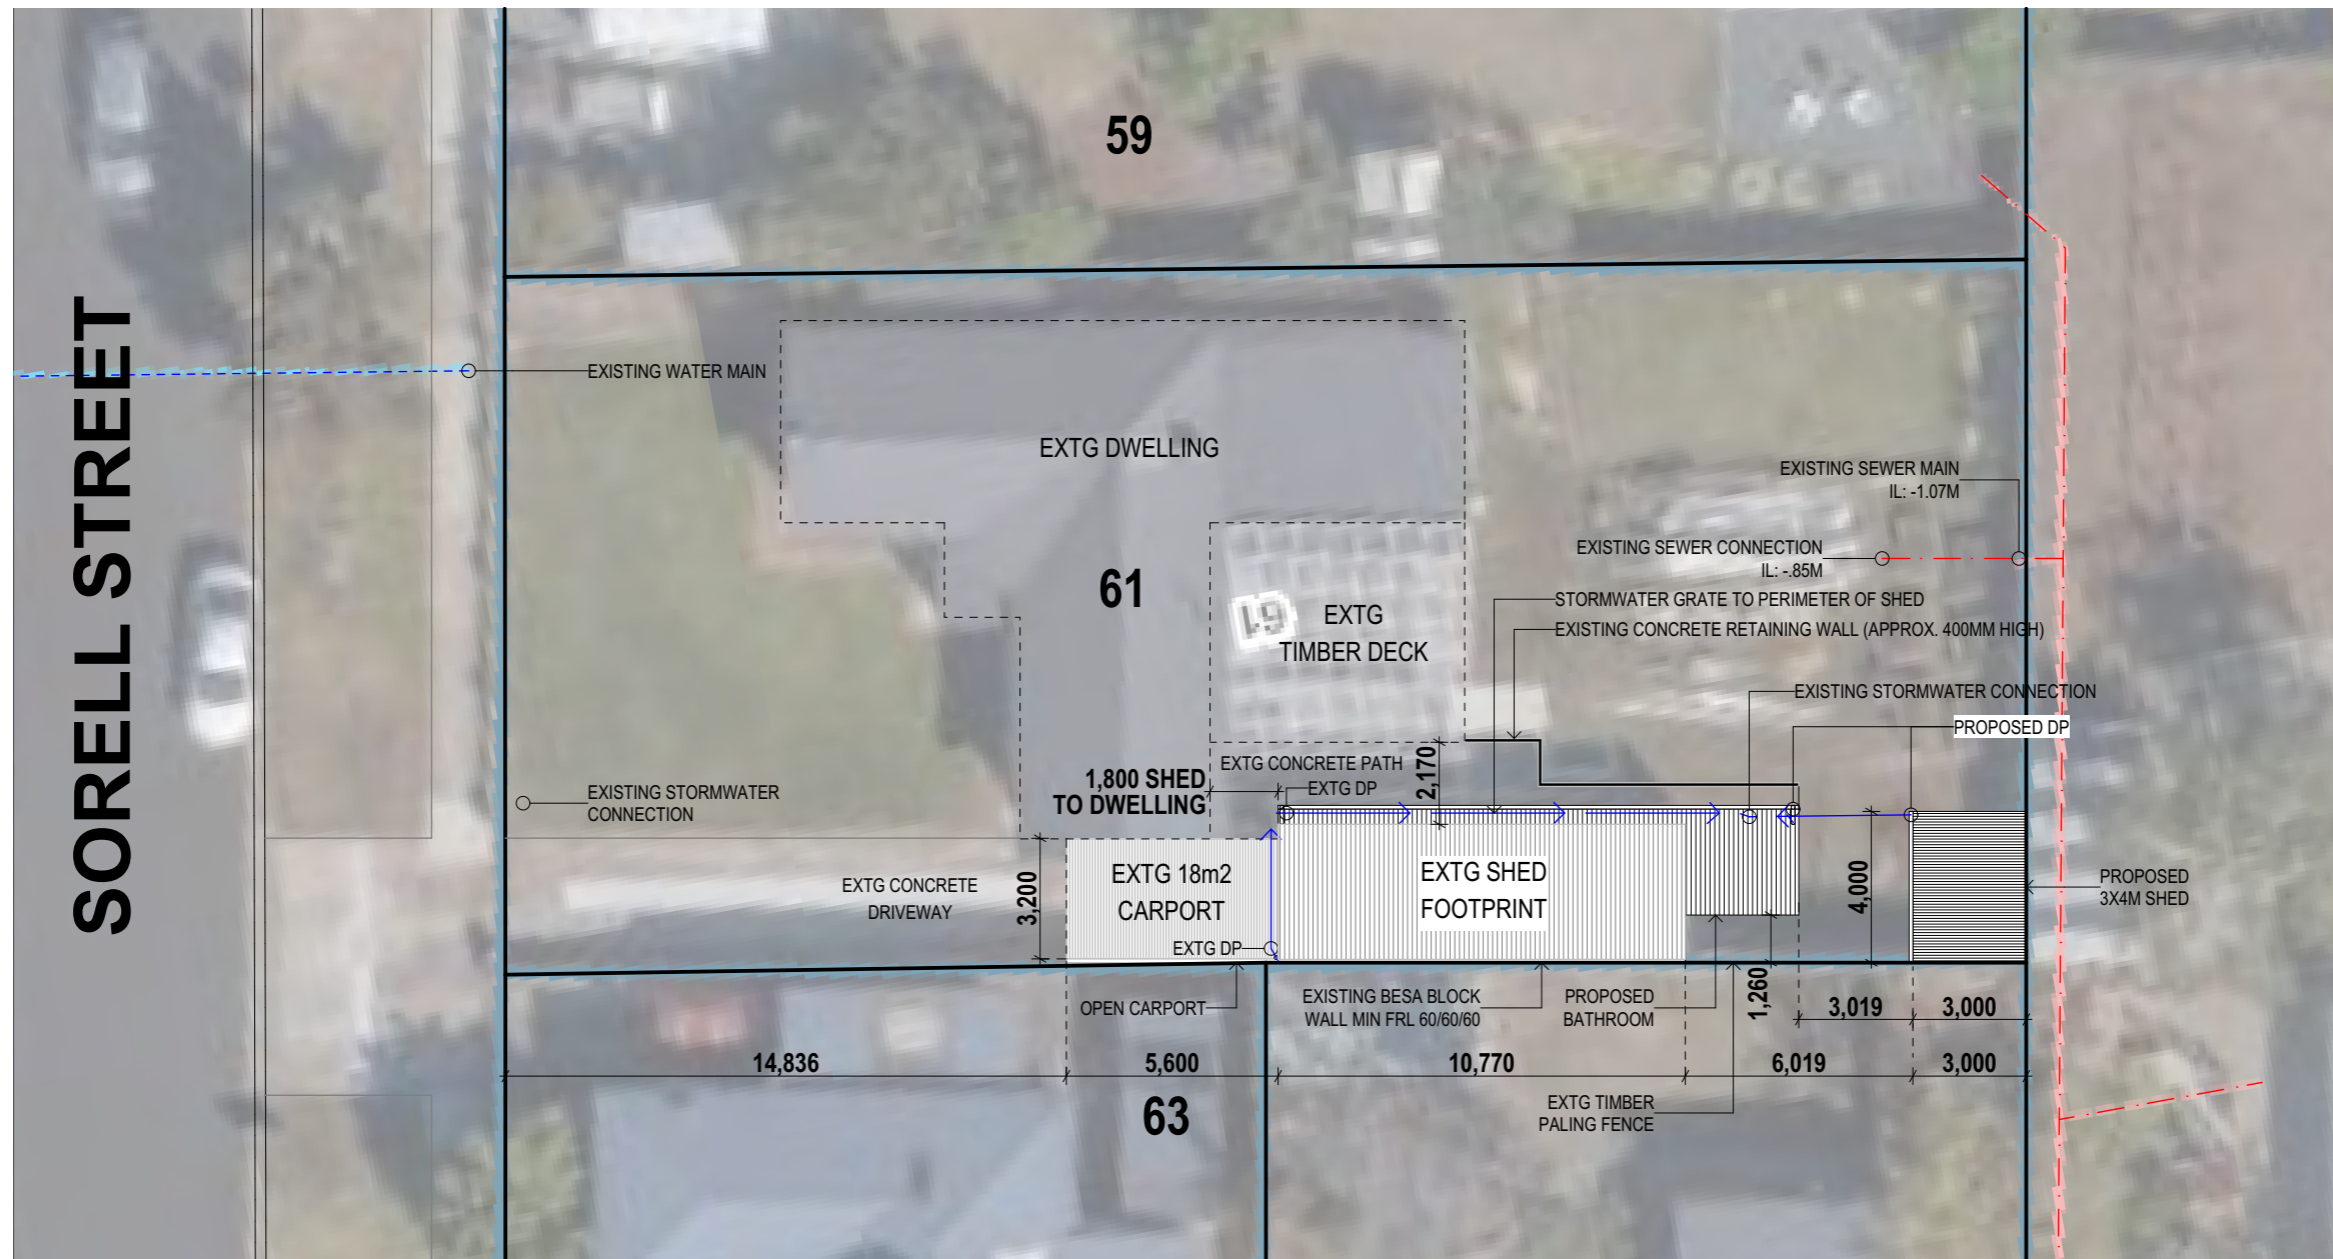 SORELL STREET
59
EXISTING WATER MAIN
EXTG DWELLING
EXISTING SEWER MAIN
IL: -1.07M
EXISTING SEWER CONNECTION
IL: -.85M
61
STORMWATER GRATE TO PERIMETER OF SHED
61
EXTG
TIMBER DECK
EXISTING CONCRETE RETAINING WALL (APPROX. 400MM HIGH)
EXISTING STORMWATER CONNECTION
PROPOSED DP
EXTG CONCRETE PATH
2,170
1,800 SHED
TO DWELLING
EXTG DP
EXISTING STORMWATER
CONNECTION
EXTG CONCRETE
DRIVEWAY
3,200
EXTG 18m2
CARPORT
EXTG SHED
FOOTPRINT
4,000
PROPOSED
3X4M SHED
EXTG DP
OPEN CARPORT
EXISTING BESA BLOCK
WALL MIN FRL 60/60/60
PROPOSED
BATHROOM
1,260
3,019
3,000
14,836
5,600
10,770
6,019
3,000
63
EXTG TIMBER
PALING FENCE